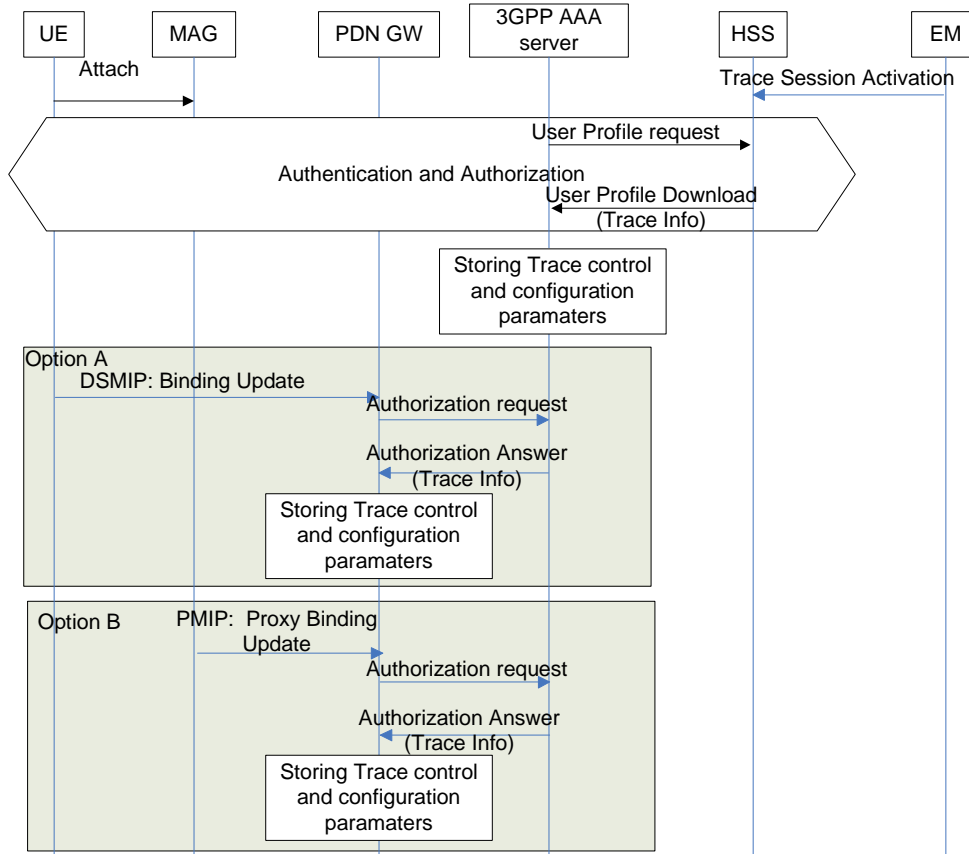 UE
MAG
PDN GW
3GPP AAA
server
HSS
EM
Attach
Trace Session Activation
User Profile request
Authentication and Authorization
User Profile Download
(Trace Info)
Storing Trace control
and configuration
paramaters
Option A
DSMIP: Binding Update
Authorization request
Authorization Answer
(Trace Info)
Storing Trace control
and configuration
paramaters
Option B
PMIP: Proxy Binding
Update
Authorization request
Authorization Answer
(Trace Info)
Storing Trace control
and configuration
paramaters